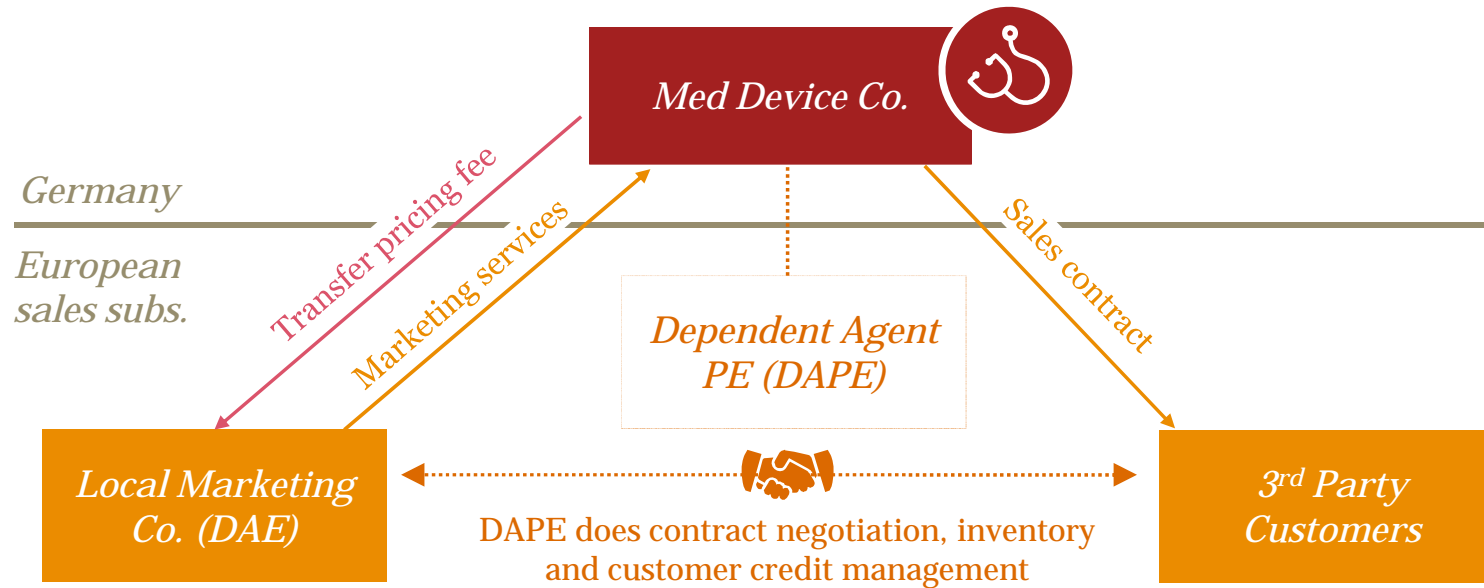 Med Device Co.
Germany
European
sales subs.
Transfer pricing fee
Marketing services
Sales contract
Dependent Agent
PE (DAPE)
Local Marketing
Co. (DAE)
DAPE does contract negotiation, inventory
and customer credit management
3rd Party
Customers